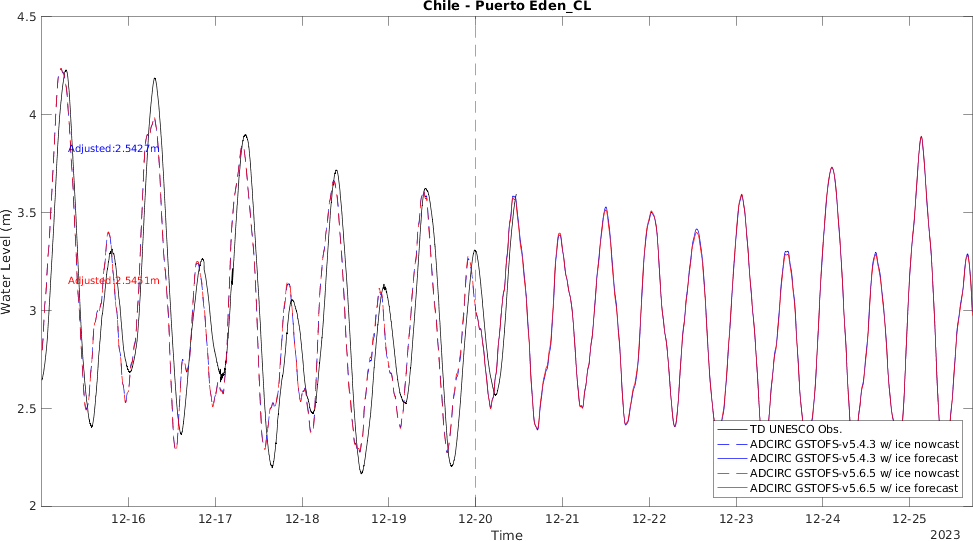 Chile - Puerto Eden_CL
4.5
4
3.5
3
2.5
2
Water Level (m)
Adjusted:2.5427m
Adjusted:2.5451m
TD UNESCO Obs.
ADCIRC GSTOFS-v5.4.3 w/ ice nowcast
ADCIRC GSTOFS-v5.4.3 w/ ice forecast
ADCIRC GSTOFS-v5.6.5 w/ ice nowcast
ADCIRC GSTOFS-v5.6.5 w/ ice forecast
12-16
12-17
12-18
12-19
12-20
12-21
12-22
12-23
12-24
12-25
Time
2023